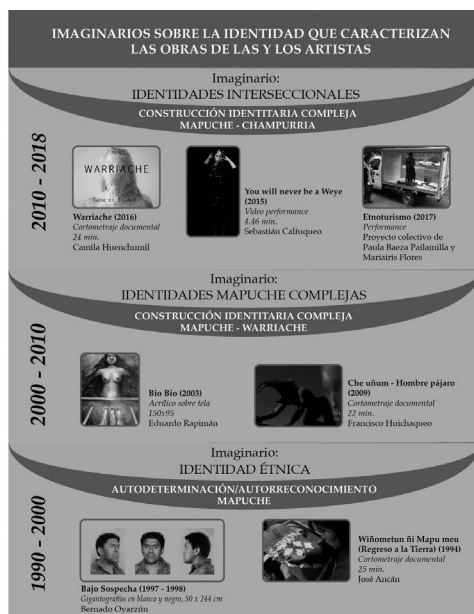 IMAGINARIOS SOBRE LA IDENTIDAD QUE CARACTERIZAN
LAS OBRAS DE LAS Y LOS ARTISTAS
2010 - 2018
Imaginario:
IDENTIDADES INTERSECCIONALES
CONSTRUCCIÓN IDENTITARIA COMPLEJA
MAPUCHE - CHAMPURRIA
WARRIACHE
Warriache (2016)
Cortometraje documental
24 min.
Camila Huenchumil
You will never be a Weye
(2015)
Video performance
4.46 min.
Sebastián Calfuqueo
Etnoturismo (2017)
Performance
Proyecto colectivo de
Paula Baeza Pailamilla y
Mariairis Flores
2000 - 2010
Imaginario:
IDENTIDADES MAPUCHE COMPLEJAS
CONSTRUCCIÓN IDENTITARIA COMPLEJA
MAPUCHE - WARRIACHE
Bio Bio (2003)
Acrílico sobre tela
150x95
Eduardo Rapimán
Che uñum - Hombre pájaro
(2009)
Cortometraje documental
22 min.
Francisco Huichaqueo
1990 - 2000
Imaginario:
IDENTIDAD ÉTNICA
AUTODETERMINACIÓN/AUTORRECONOCIMIENTO
MAPUCHE
Bajo Sospecha (1997 - 1998)
Gigantografías en blanco y negro, 50 x 244 cm
Bernado Oyarzún
Wiñometun ñi Mapu meu
(Regreso a la Tierra) (1994)
Cortometraje documental
25 min.
José Ancán